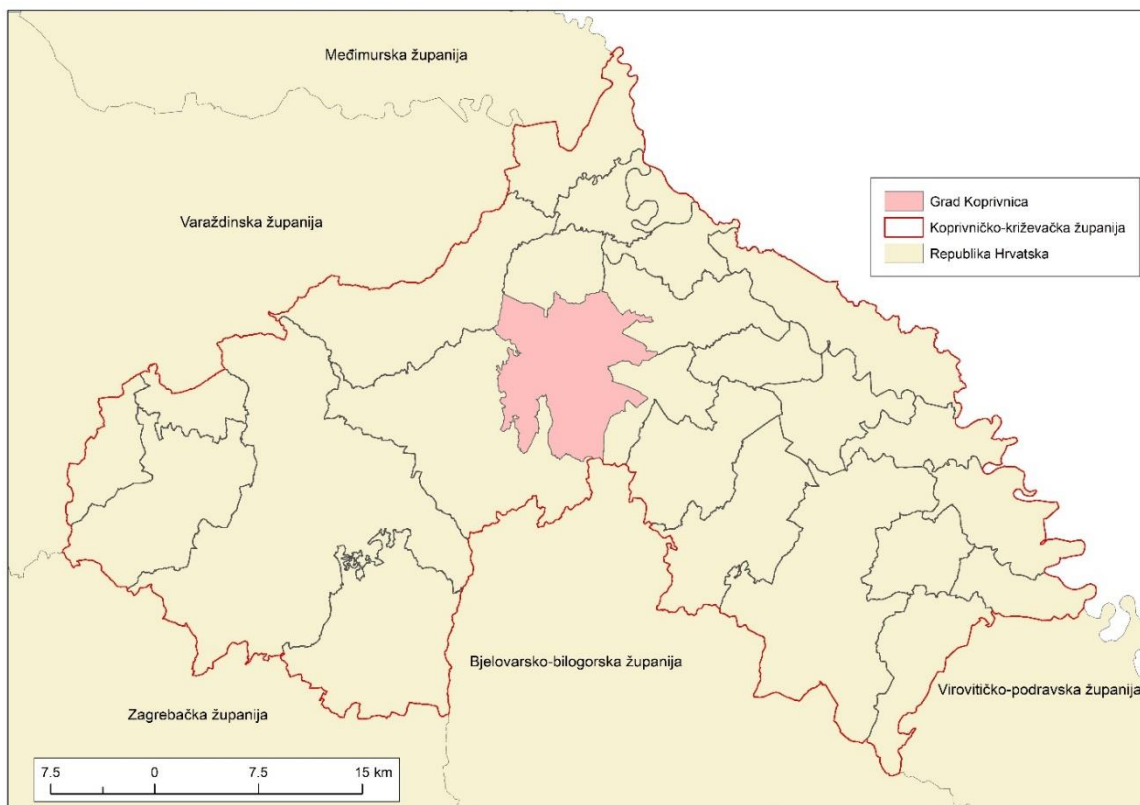 Međimurska županija
Varaždinska županija
Grad Koprivnica
Koprivničko-križevačka županija
Republika Hrvatska
Bjelovarsko-bilogorska županija
Virovitičko-podravska županija
Zagrebačka županija
7.5 0 7.5 15 km